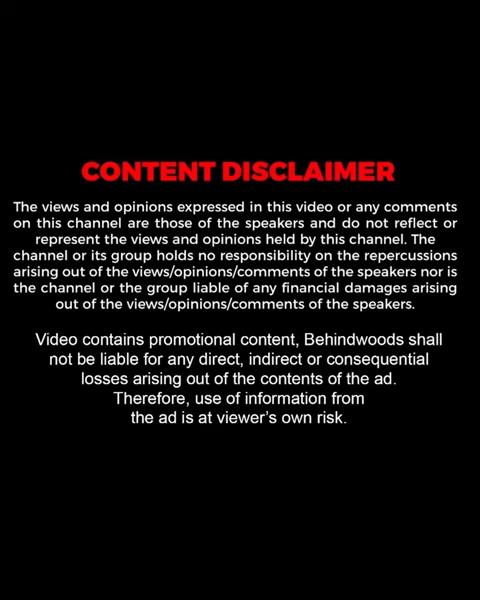 CONTENT DISCLAIMER
The views and opinions expressed in this video or any comments
on this channel are those of the speakers and do not reflect or
represent the views and opinions held by this channel. The
channel or its group holds no responsibility on the repercussions
arising out of the views/opinions/comments of the speakers nor is
the channel or the group liable of any financial damages arising
out of the views/opinions/comments of the speakers.
Video contains promotional content, Behindwoods shall
not be liable for any direct, indirect or consequential
losses arising out of the contents of the ad.
Therefore, use of information from
the ad is at viewer's own risk.